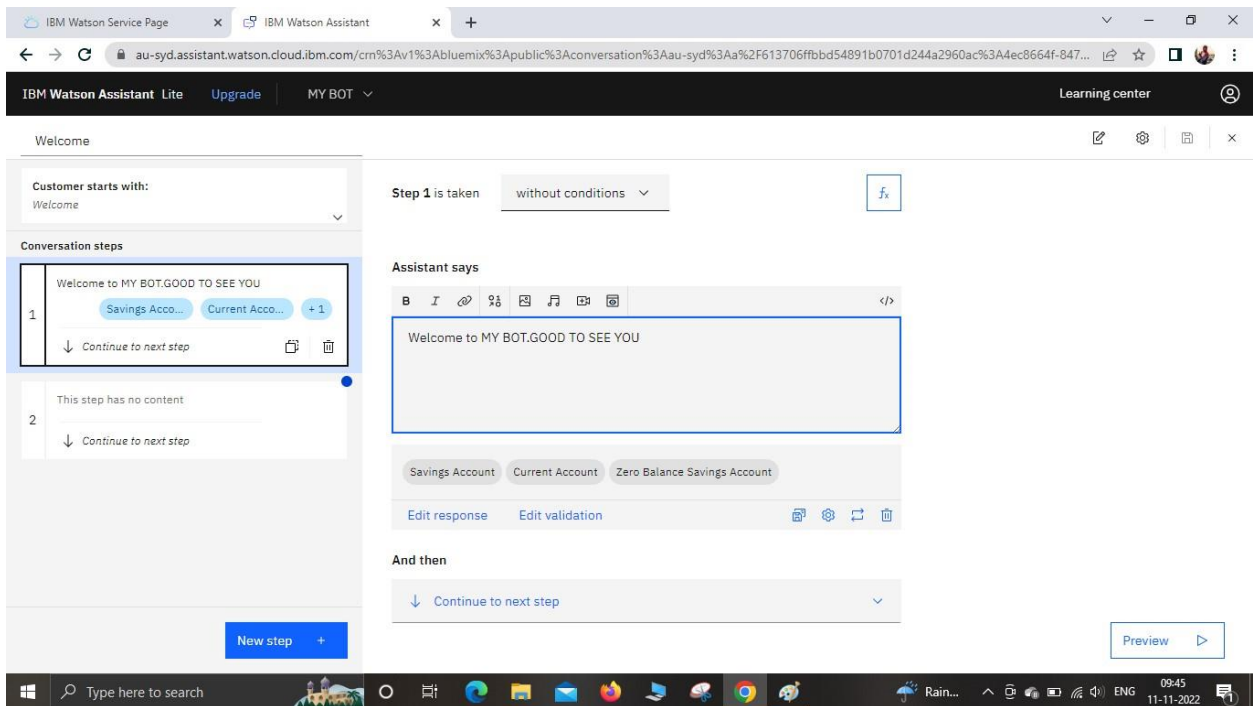 IBM Watson Service Page
IBM Watson Assistant
au-syd.assistant.watson.cloud.ibm.com/crn%3Av1%3Abluemix%3Apublic%3Aconversation%3Aau-syd%3Aa%2F613706ffbbd54891b0701d244a2960ac%3A4ec8664f-847...
IBM Watson Assistant Lite Upgrade MY BOT Learning center
Welcome
Customer starts with:
Welcome
Conversation steps
1
Welcome to MY BOT.GOOD TO SEE YOU
Savings Acco... Current Acco... + 1
Continue to next step
2
This step has no content
Continue to next step
New step +
Step 1 is taken without conditions fx
Assistant says
B I </>
Welcome to MY BOT.GOOD TO SEE YOU
Savings Account Current Account Zero Balance Savings Account
Edit response Edit validation
And then
Continue to next step
Preview
Type here to search
Rain... ENG 09:45
11-11-2022